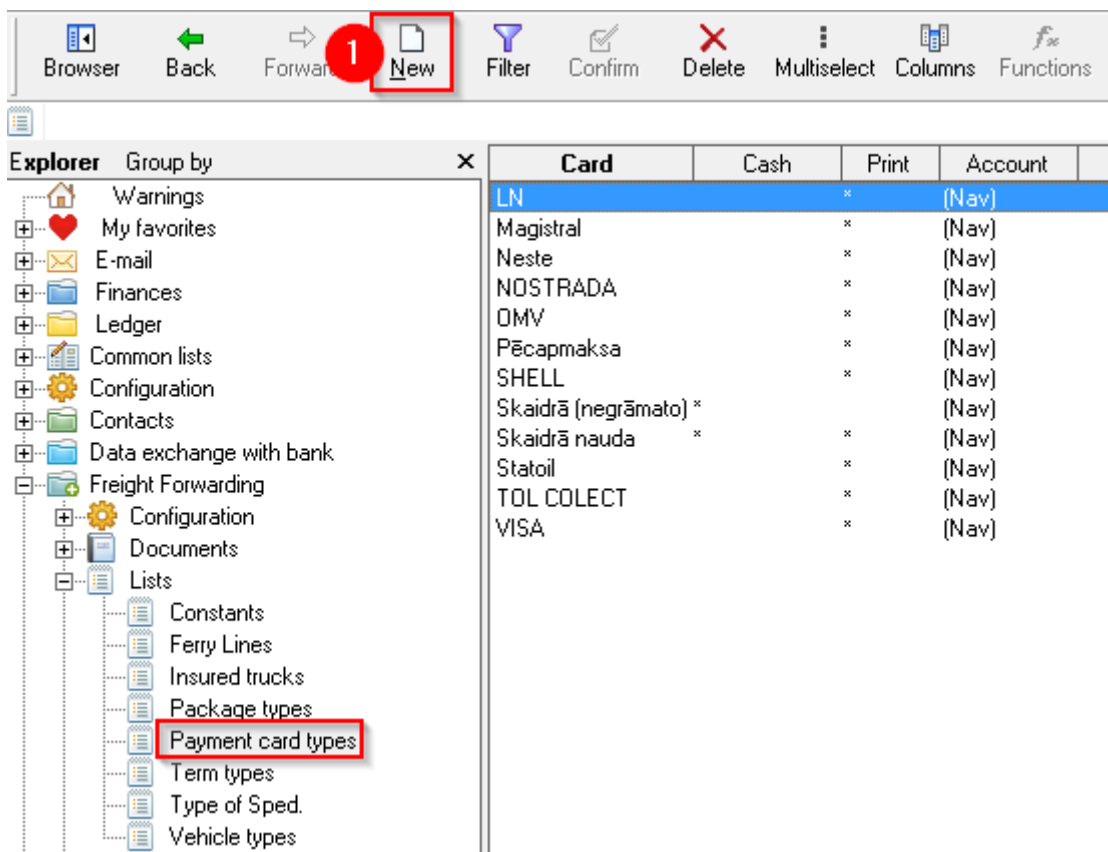 Browser Back Forward 1 New Filter Confirm Delete Multiselect Columns Functions
Explorer Group by
Warnings
My favorites
E-mail
Finances
Ledger
Common lists
Configuration
Contacts
Data exchange with bank
Freight Forwarding
Configuration
Documents
Lists
Constants
Ferry Lines
Insured trucks
Package types
Payment card types
Term types
Type of Sped.
Vehicle types
Card Cash Print Account
LN * (Nav)
Magistral * (Nav)
Neste * (Nav)
NOSTRADA * (Nav)
OMV * (Nav)
Pēcapmaksa * (Nav)
SHELL * (Nav)
Skaidrā (negrāmato) * (Nav)
Skaidrā nauda * * (Nav)
Statoil * (Nav)
TOL COLECT * (Nav)
VISA * (Nav)